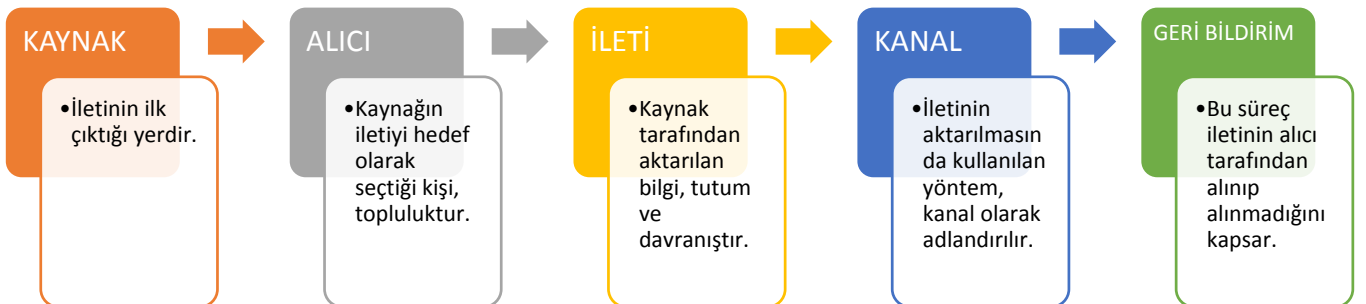 KAYNAK
•İletinin ilk
çıktığı yerdir.
ALICI
•Kaynağın
iletiyi hedef
olarak
seçtiği kişi,
topluluktur.
İLETİ
•Kaynak
tarafından
aktarılan
bilgi, tutum
ve
davranıştır.
KANAL
•İletinin
aktarılmasın
da kullanılan
yöntem,
kanal olarak
adlandırılır.
GERİ BİLDİRİM
•Bu süreç
iletinin alıcı
tarafından
alınıp
alınmadığını
kapsar.